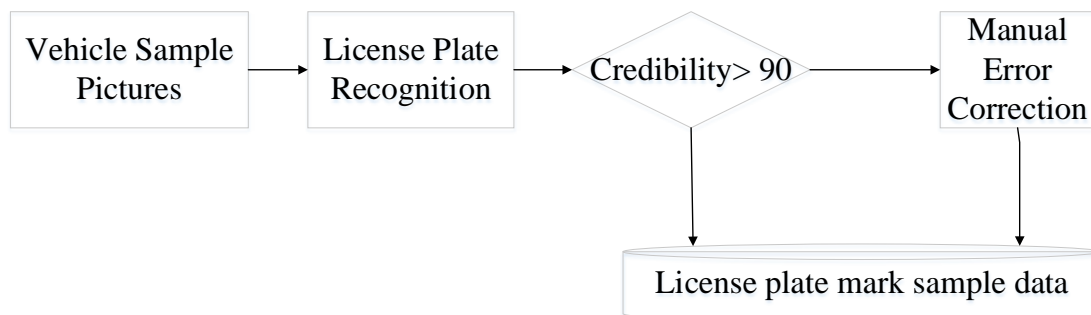 Vehicle Sample
Pictures
License Plate
Recognition
Credibility> 90
Manual
Error
Correction
License plate mark sample data